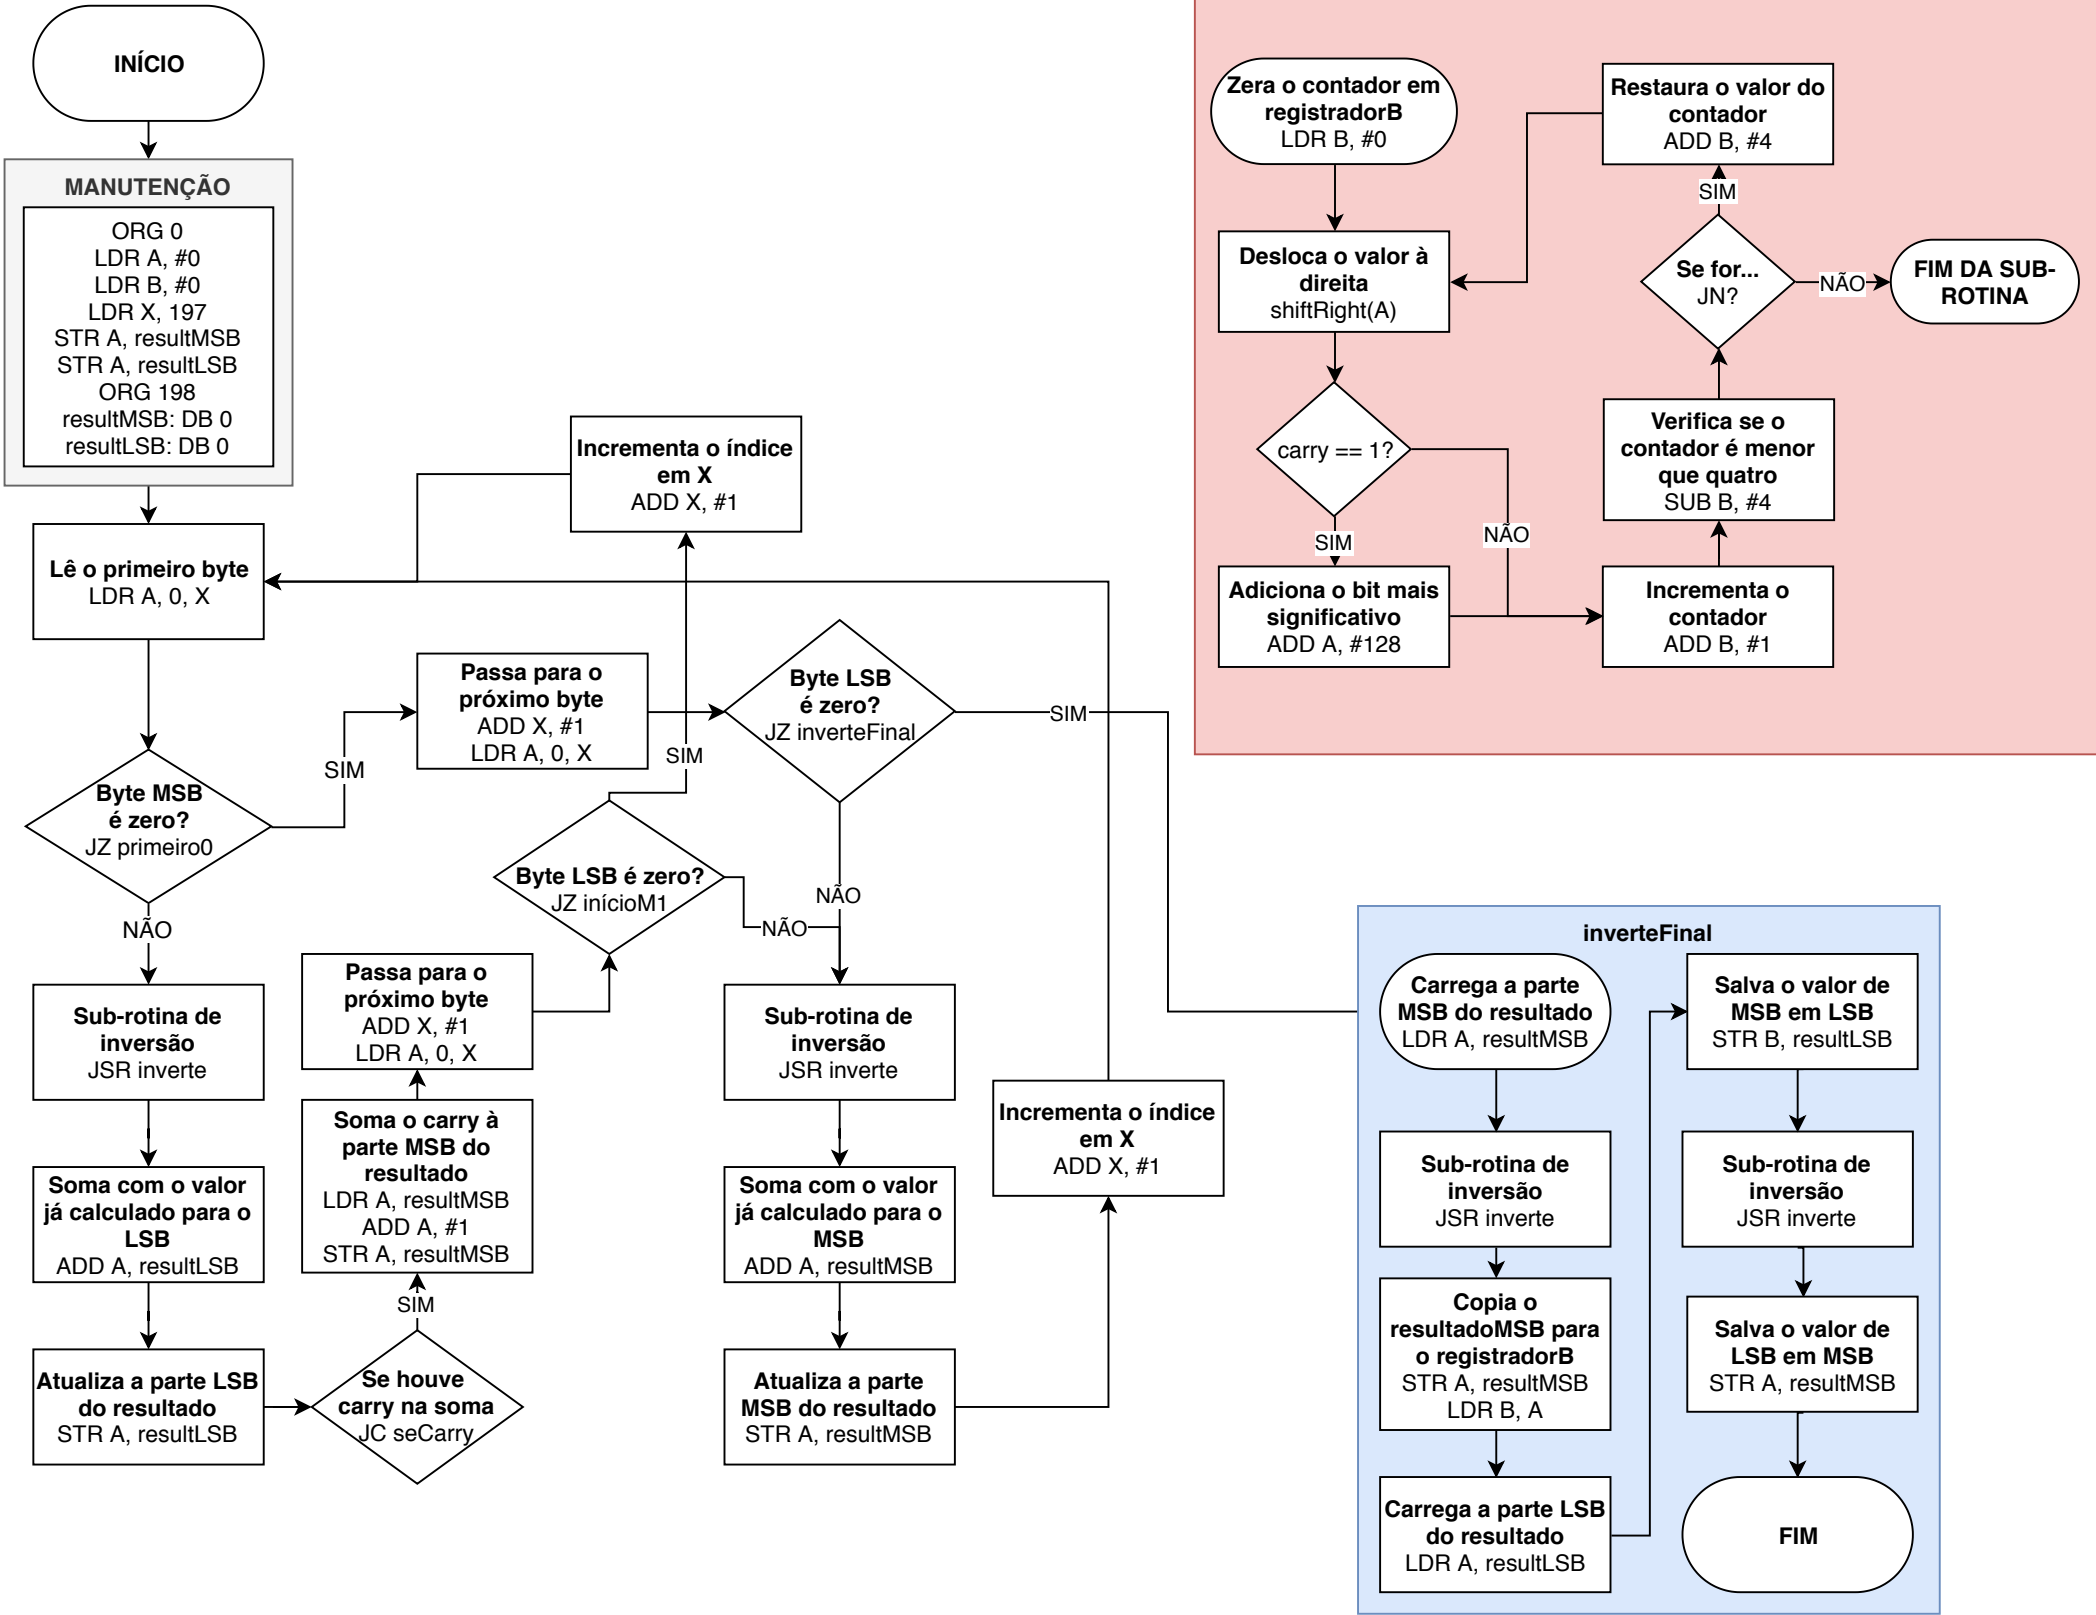 INÍCIO
MANUTENÇÃO
ORG 0
LDR A, #0
LDR B, #0
LDR X, 197
STR A, resultMSB
STR A, resultLSB
ORG 198
resultMSB: DB 0
resultLSB: DB 0
Lê o primeiro byte
LDR A, 0, X
Byte MSB
é zero?
JZ primeiro0
SIM
NÃO
Sub-rotina de
inversão
JSR inverte
Soma com o valor
já calculado para o
LSB
ADD A, resultLSB
Atualiza a parte LSB
do resultado
STR A, resultLSB
Se houve
carry na soma
JC seCarry
SIM
Soma o carry à
parte MSB do
resultado
LDR A, resultMSB
ADD A, #1
STR A, resultMSB
Passa para o
próximo byte
ADD X, #1
LDR A, 0, X
Byte LSB é zero?
JZ inícioM1
SIM
NÃO
Incrementa o índice
em X
ADD X, #1
Passa para o
próximo byte
ADD X, #1
LDR A, 0, X
Byte LSB
é zero?
JZ inverteFinal
SIM
NÃO
Sub-rotina de
inversão
JSR inverte
Soma com o valor
já calculado para o
MSB
ADD A, resultMSB
Atualiza a parte
MSB do resultado
STR A, resultMSB
Incrementa o índice
em X
ADD X, #1
Zera o contador em
registradorB
LDR B, #0
Desloca o valor à
direita
shiftRight(A)
carry == 1?
SIM
NÃO
Adiciona o bit mais
significativo
ADD A, #128
Incrementa o
contador
ADD B, #1
Verifica se o
contador é menor
que quatro
SUB B, #4
Se for...
JN?
SIM
NÃO
Restaura o valor do
contador
ADD B, #4
FIM DA SUB-
ROTINA
inverteFinal
Carrega a parte
MSB do resultado
LDR A, resultMSB
Sub-rotina de
inversão
JSR inverte
Copia o
resultadoMSB para
o registradorB
STR A, resultMSB
LDR B, A
Carrega a parte LSB
do resultado
LDR A, resultLSB
Salva o valor de
MSB em LSB
STR B, resultLSB
Sub-rotina de
inversão
JSR inverte
Salva o valor de
LSB em MSB
STR A, resultMSB
FIM